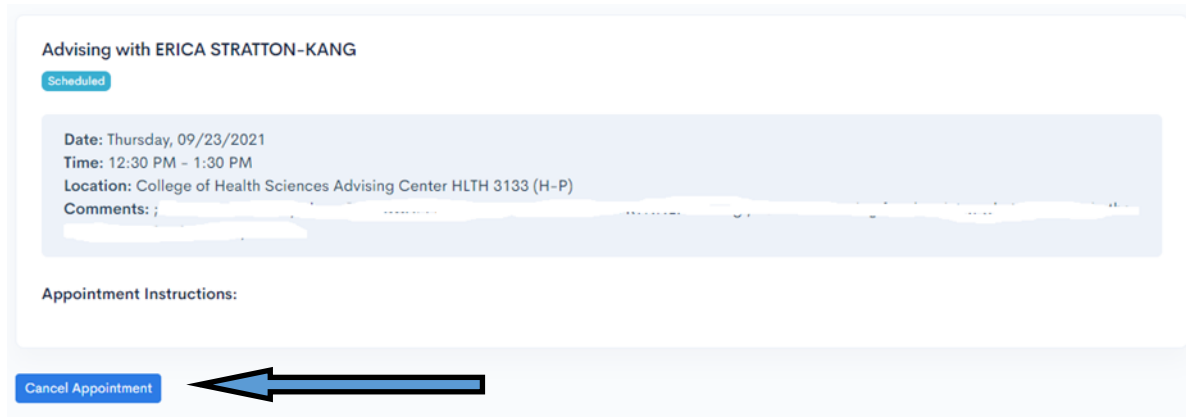 Advising with ERICA STRATTON-KANG
Scheduled
Date: Thursday, 09/23/2021
Time: 12:30 PM - 1:30 PM
Location: College of Health Sciences Advising Center HLTH 3133 (H-P)
Comments: ;
Appointment Instructions:
Cancel Appointment